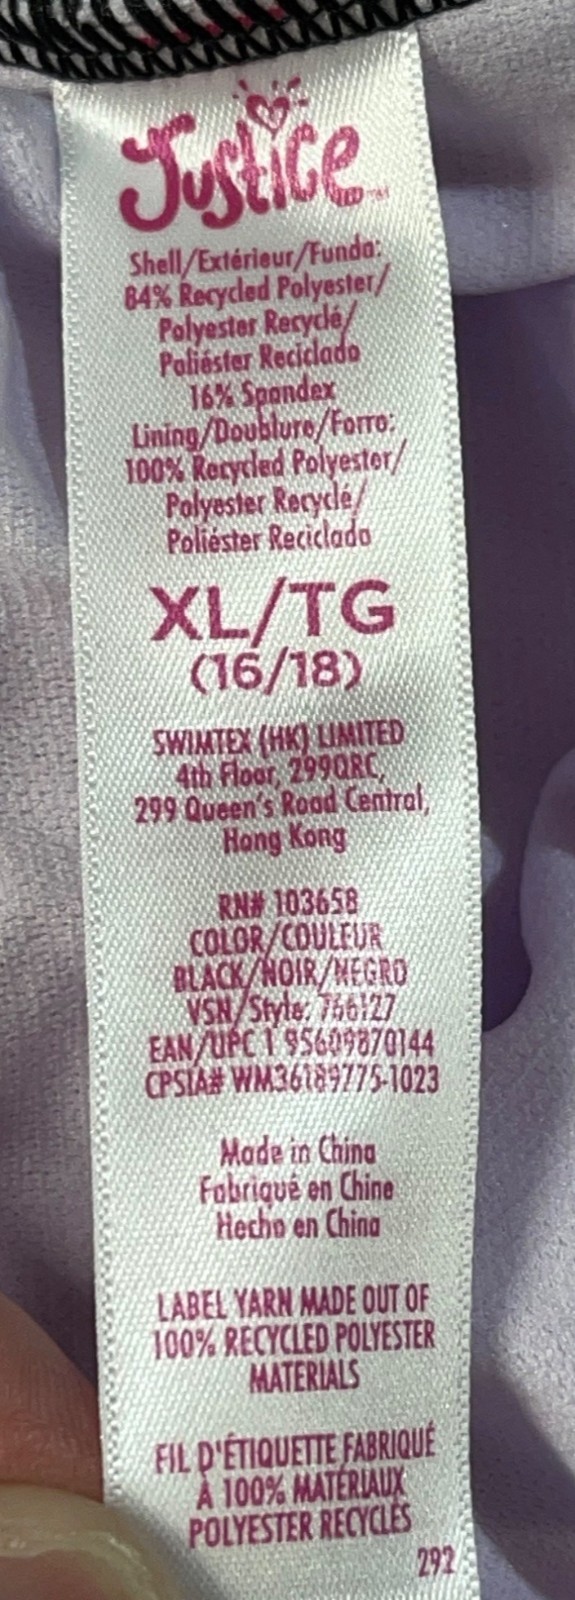 Justice™
Shell/Extérieur/Funda:
84% Recycled Polyester/
Polyester Recyclé/
Poliéster Reciclado
16% Spandex
Lining/Doublure/Forro:
100% Recycled Polyester/
Polyester Recyclé/
Poliéster Reciclado
XL/TG
(16/18)
SWIMTEX (HK) LIMITED
4th Floor, 299QRC,
299 Queen's Road Central,
Hong Kong
RN# 103658
COLOR/COULEUR
BLACK/NOIR/NEGRO
VSN/Style: 766127
EAN/UPC 1 95609870144
CPSIA# WM36189775-1023
Made in China
Fabriqué en Chine
Hecho en China
LABEL YARN MADE OUT OF
100% RECYCLED POLYESTER
MATERIALS
FIL D'ÉTIQUETTE FABRIQUÉ
À 100% MATÉRIAUX
POLYESTER RECYCLÉS
292